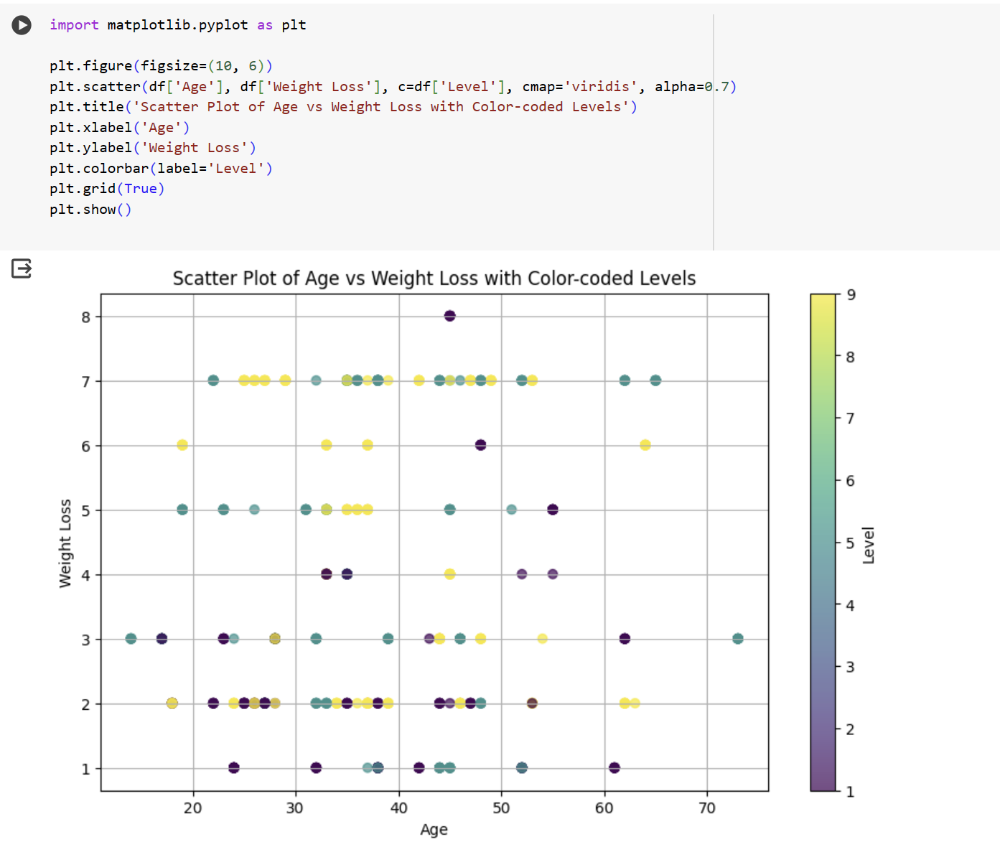 import matplotlib.pyplot as plt
plt.figure(figsize=(10, 6))
plt.scatter(df['Age'], df['Weight Loss'], c=df['Level'], cmap='viridis', alpha=0.7)
plt.title('Scatter Plot of Age vs Weight Loss with Color-coded Levels')
plt.xlabel('Age')
plt.ylabel('Weight Loss')
plt.colorbar(label='Level')
plt.grid(True)
plt.show()
Scatter Plot of Age vs Weight Loss with Color-coded Levels
8
7
6
5
4
3
2
1
Weight Loss
20 30 40 50 60 70
Age
9
8
7
6
5
4
3
2
1
Level